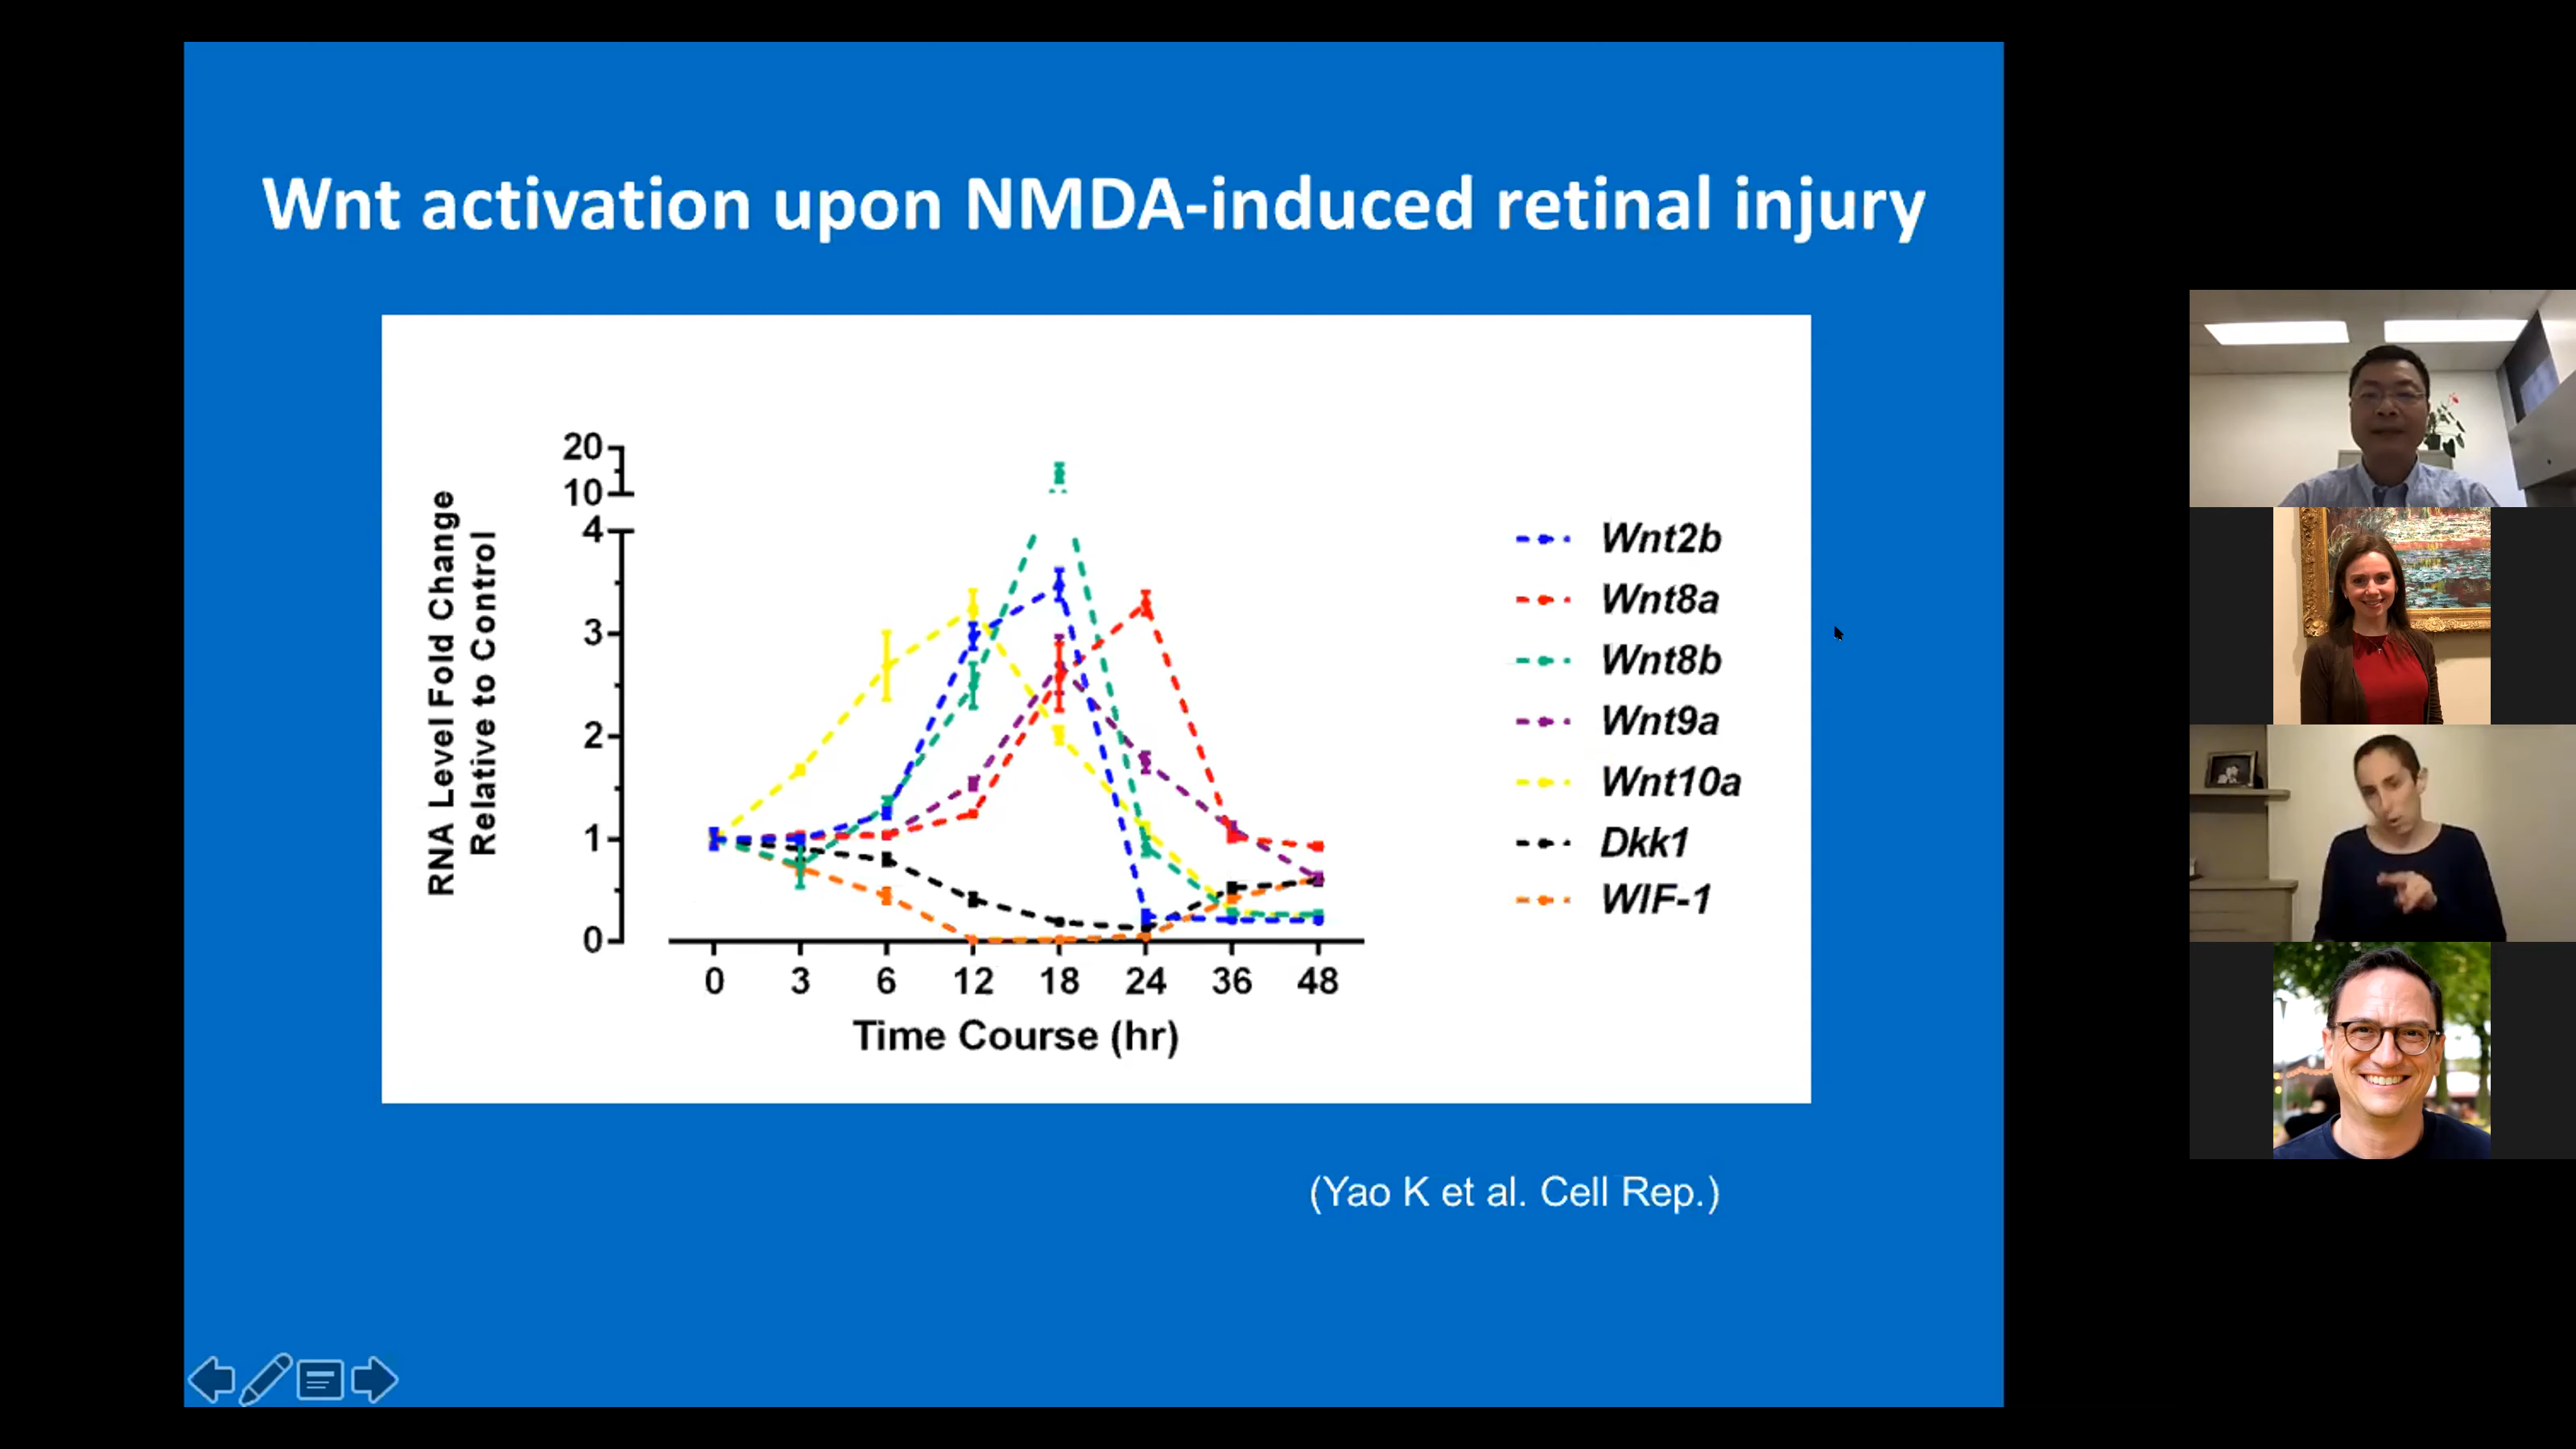 Wnt activation upon NMDA-induced retinal injury
RNA Level Fold Change
Relative to Control
20
10
4
3
2
1
0
0 3 6 12 18 24 36 48
Time Course (hr)
Wnt2b
Wnt8a
Wnt8b
Wnt9a
Wnt10a
Dkk1
WIF-1
(Yao K et al. Cell Rep.)